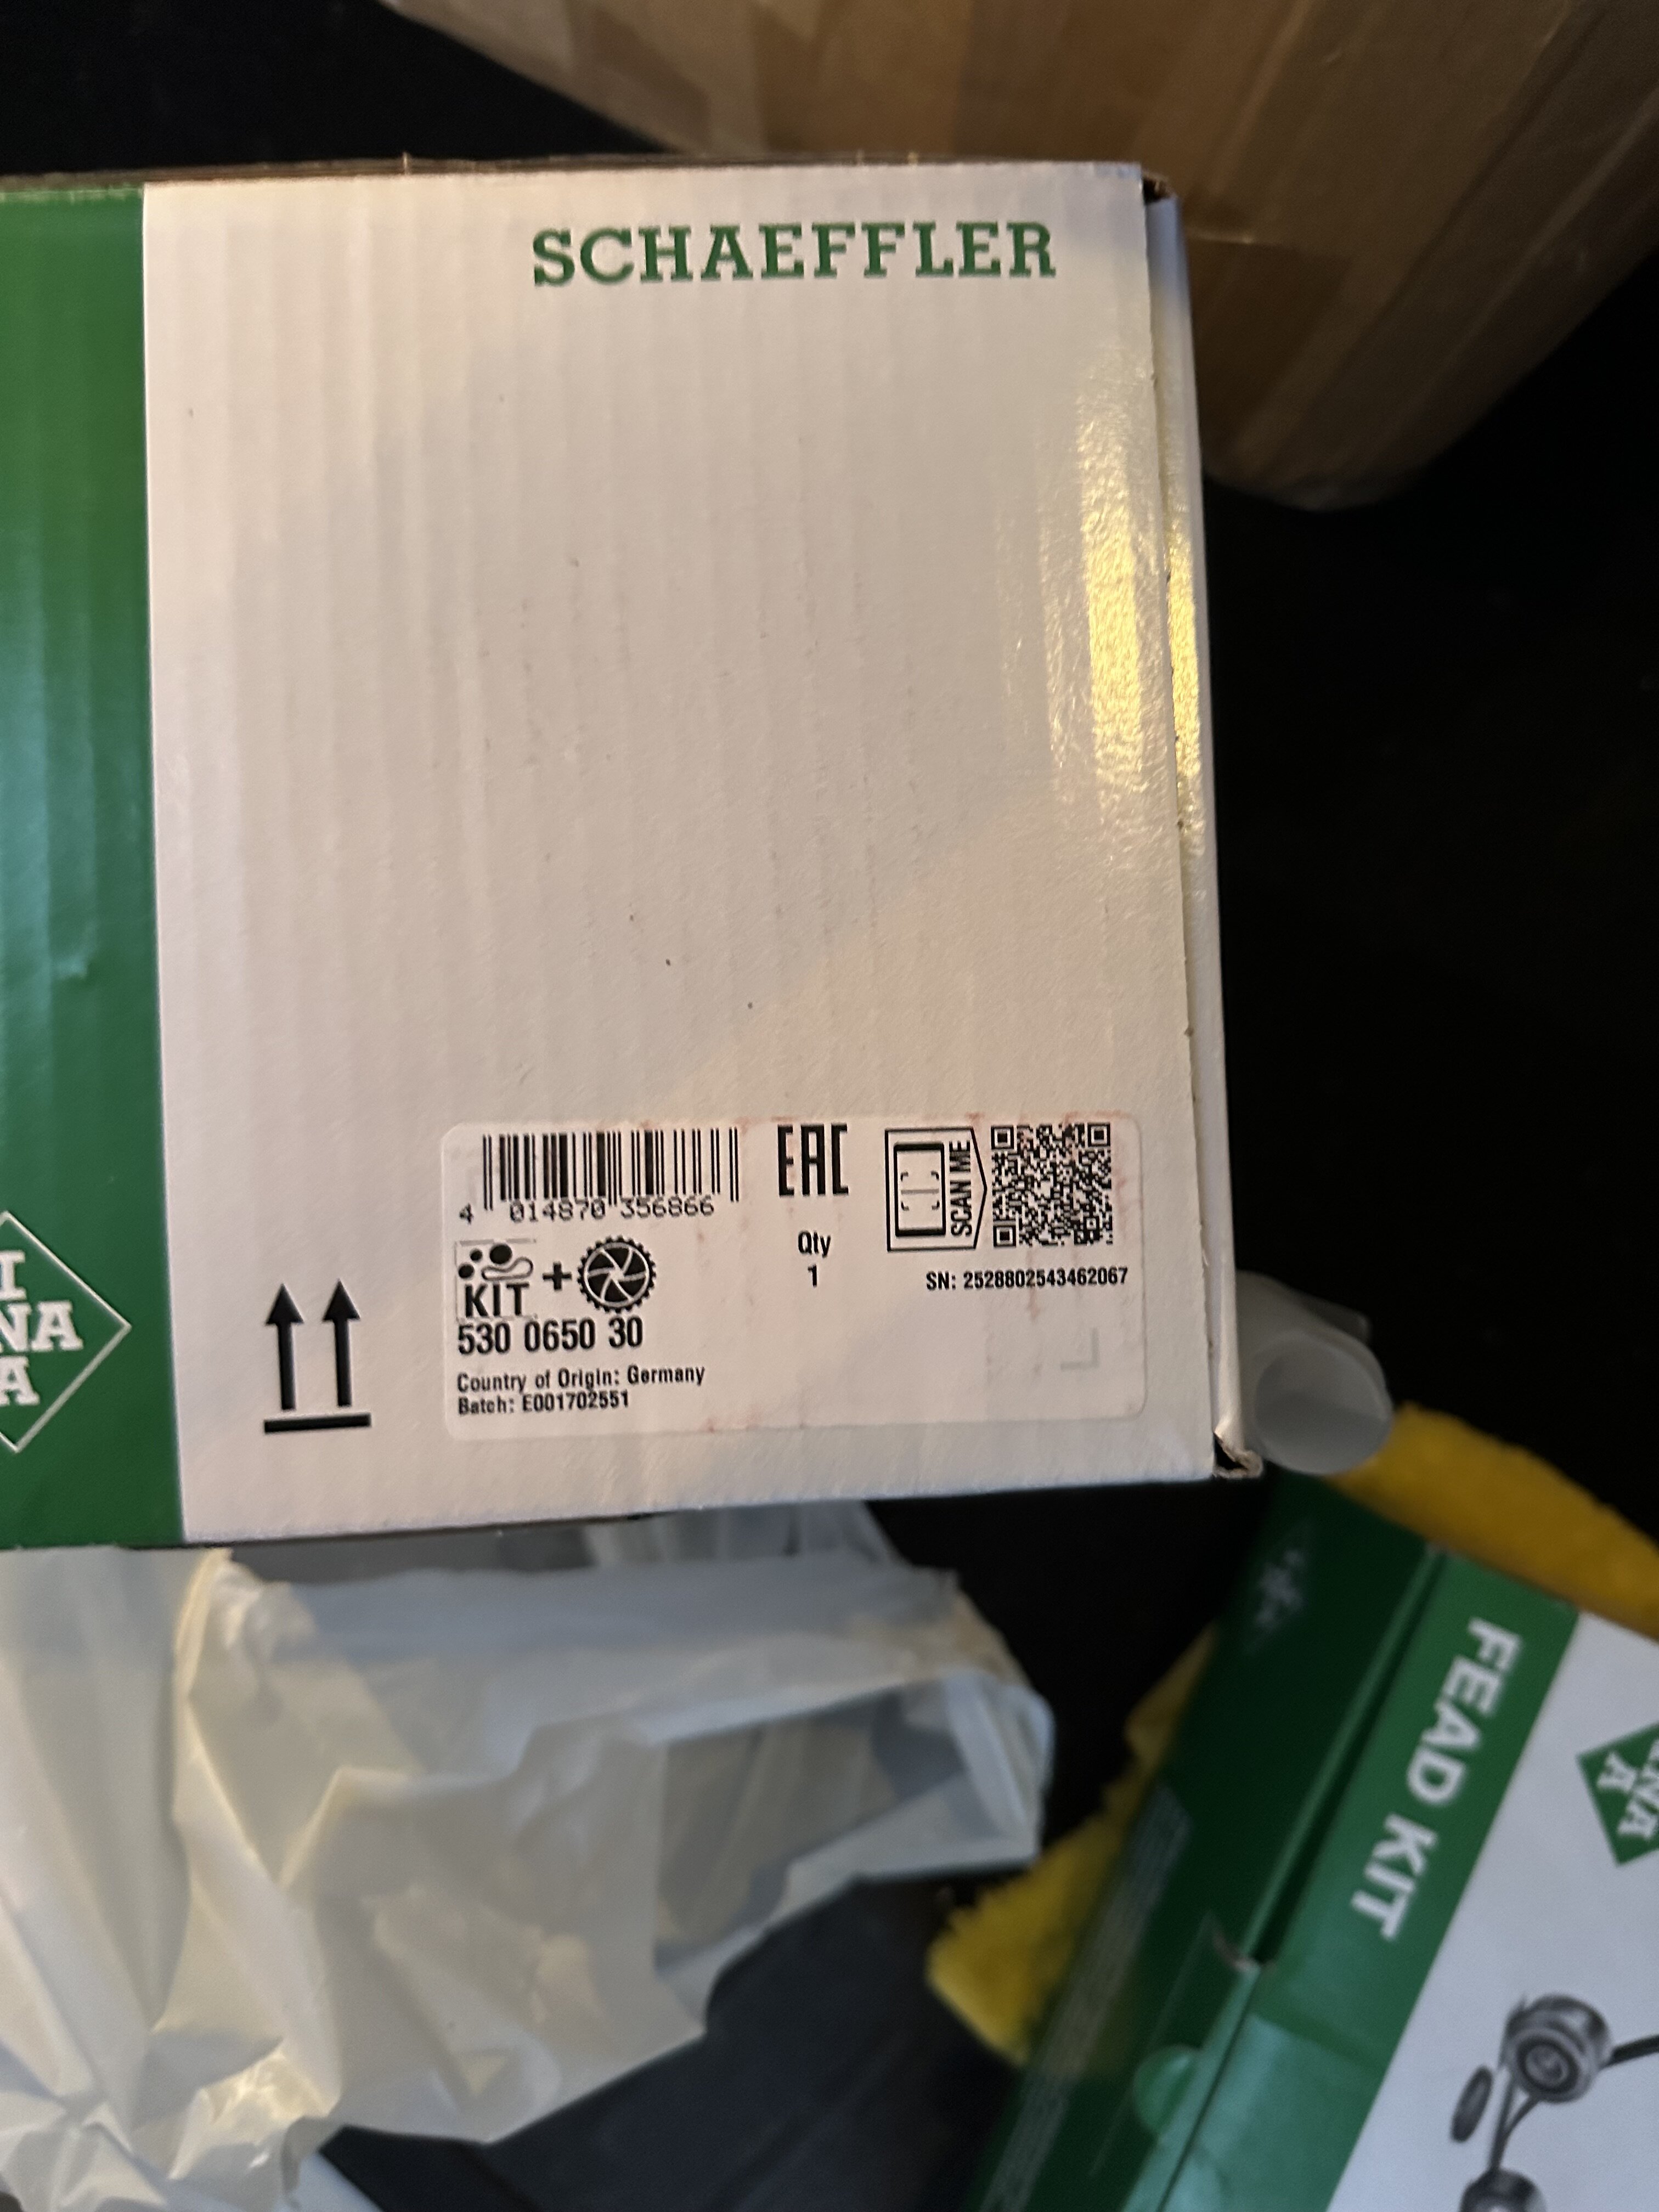 SCHAEFFLER
4 014870 356866
EAC
SCAN ME
Qty
1
SN: 2528802543462067
KIT
+
530 0650 30
Country of Origin: Germany
Batch: E001702551
FEAD KIT